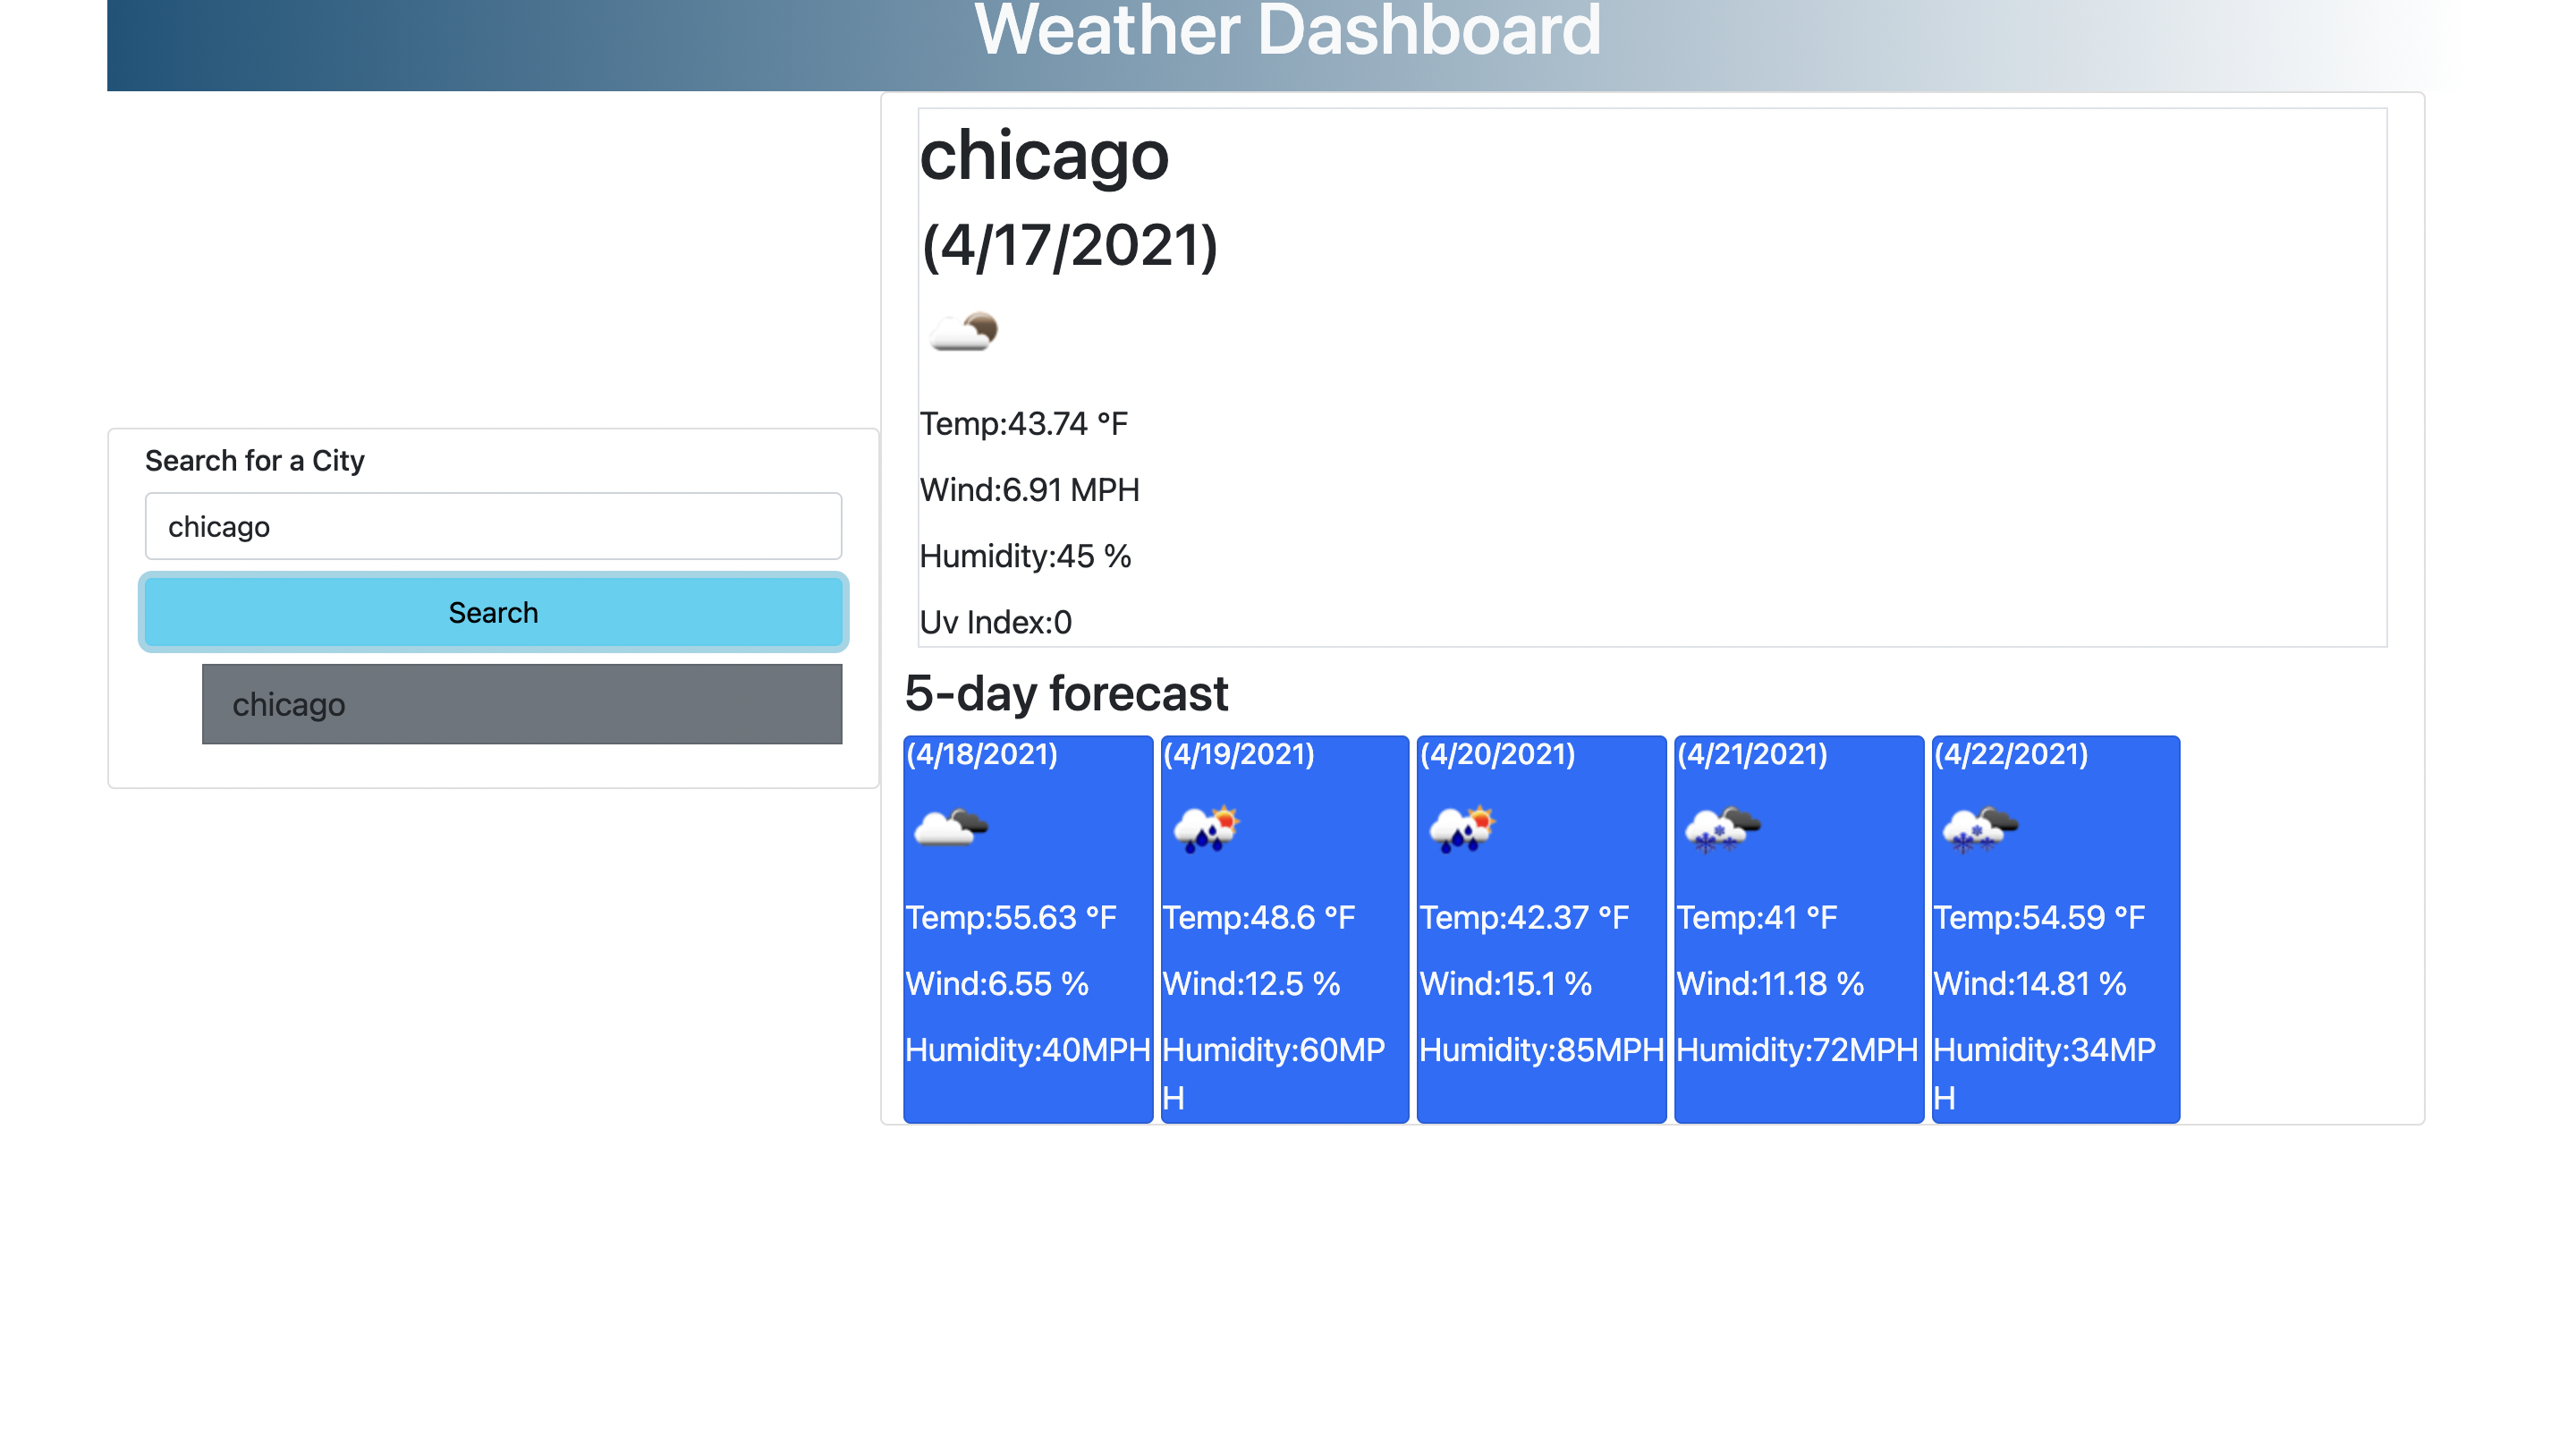 Weather Dashboard
Search for a City
chicago
Search
chicago
chicago
(4/17/2021)
Temp:43.74 °F
Wind:6.91 MPH
Humidity:45 %
Uv Index:0
5-day forecast
(4/18/2021)
Temp:55.63 °F
Wind:6.55 %
Humidity:40MPH
(4/19/2021)
Temp:48.6 °F
Wind:12.5 %
Humidity:60MP
H
(4/20/2021)
Temp:42.37 °F
Wind:15.1 %
Humidity:85MPH
(4/21/2021)
Temp:41 °F
Wind:11.18 %
Humidity:72MPH
(4/22/2021)
Temp:54.59 °F
Wind:14.81 %
Humidity:34MP
H